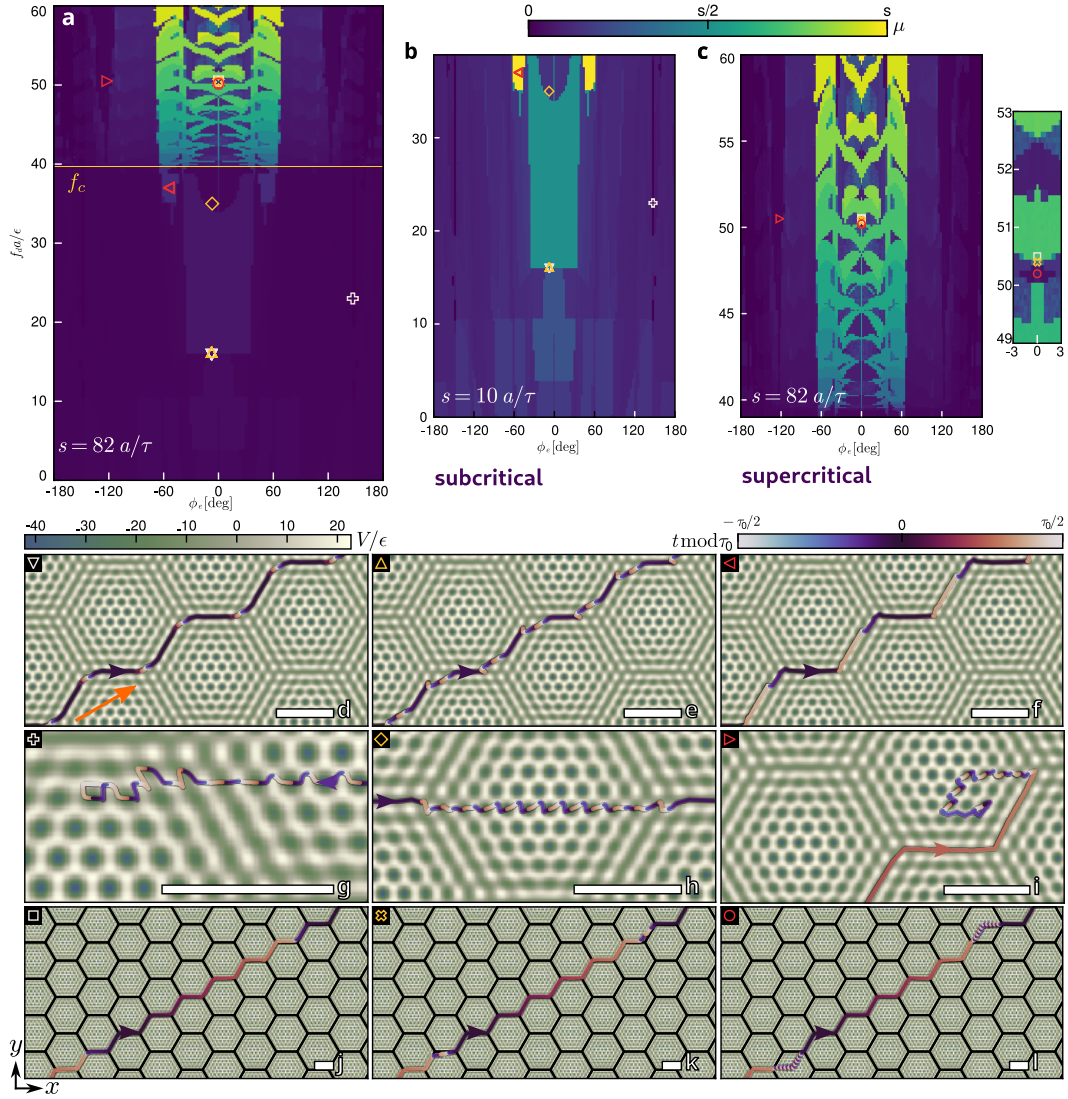 0 s/2 s μ
a
60
50
40
30
20
10
0
f_d a/ϵ
f_c
s = 82 a/τ
-180 -120 -60 0 60 120 180
ϕ_e[deg]
b
30
20
10
0
s = 10 a/τ
-180 -120 -60 0 60 120 180
ϕ_e[deg]
subcritical
c
60
55
50
45
40
s = 82 a/τ
-180 -120 -60 0 60 120 180
ϕ_e[deg]
supercritical
53
52
51
50
49
-3 0 3
-40 -30 -20 -10 0 10 20 V/ϵ
t mod τ₀ −τ₀/2 0 τ₀/2
d
e
f
g
h
i
j
k
l
y
x